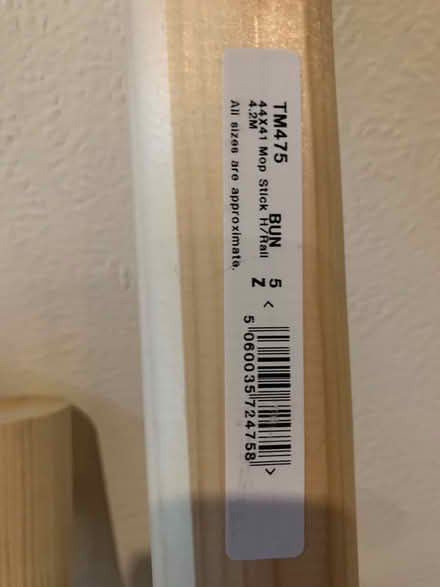 TM475 BUN 5
44X41 Mop Stick H/Rail Z
4.2M
All sizes are approximate.
< 5 060035 724758 >